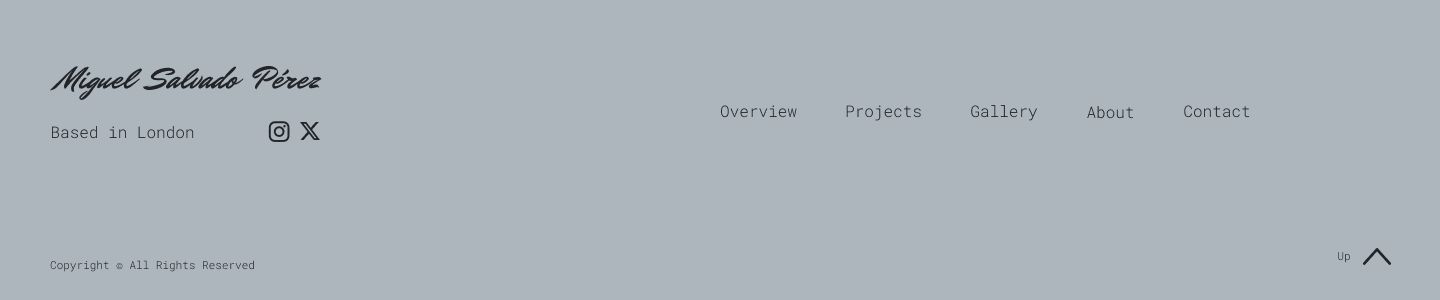 Miguel Salvado Pérez
Based in London
Overview Projects Gallery About Contact
Copyright © All Rights Reserved
Up